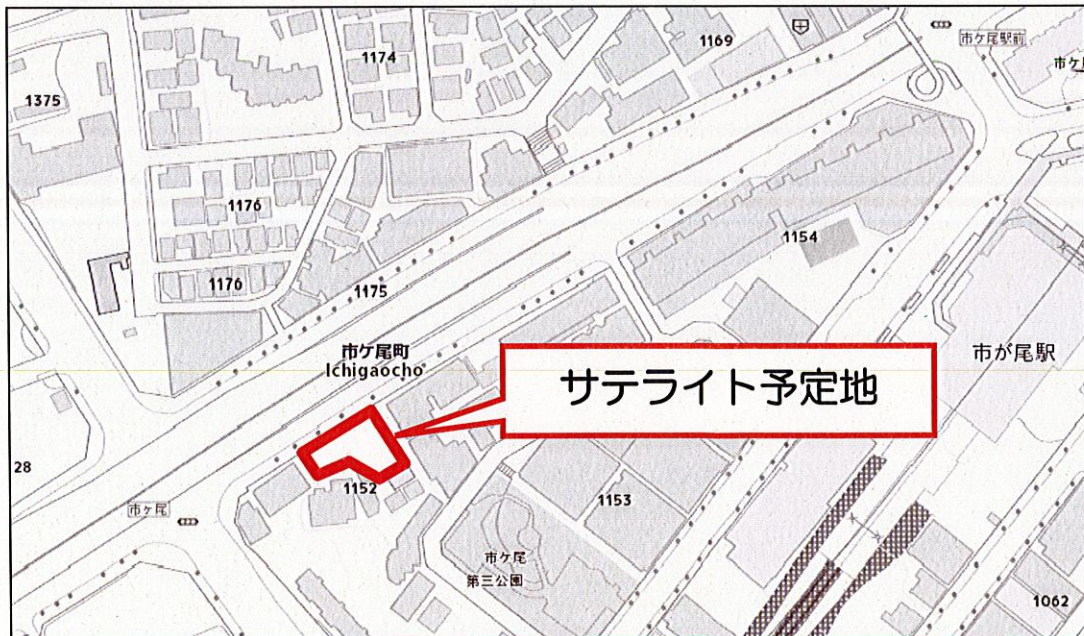 1174
1169
市ケ尾駅前
市ケ尾
1375
1176
1154
1176
1175
市ケ尾町
Ichigaocho
市が尾駅
サテライト予定地
28
1152
1153
市ケ尾
市ケ尾
第三公園
1062